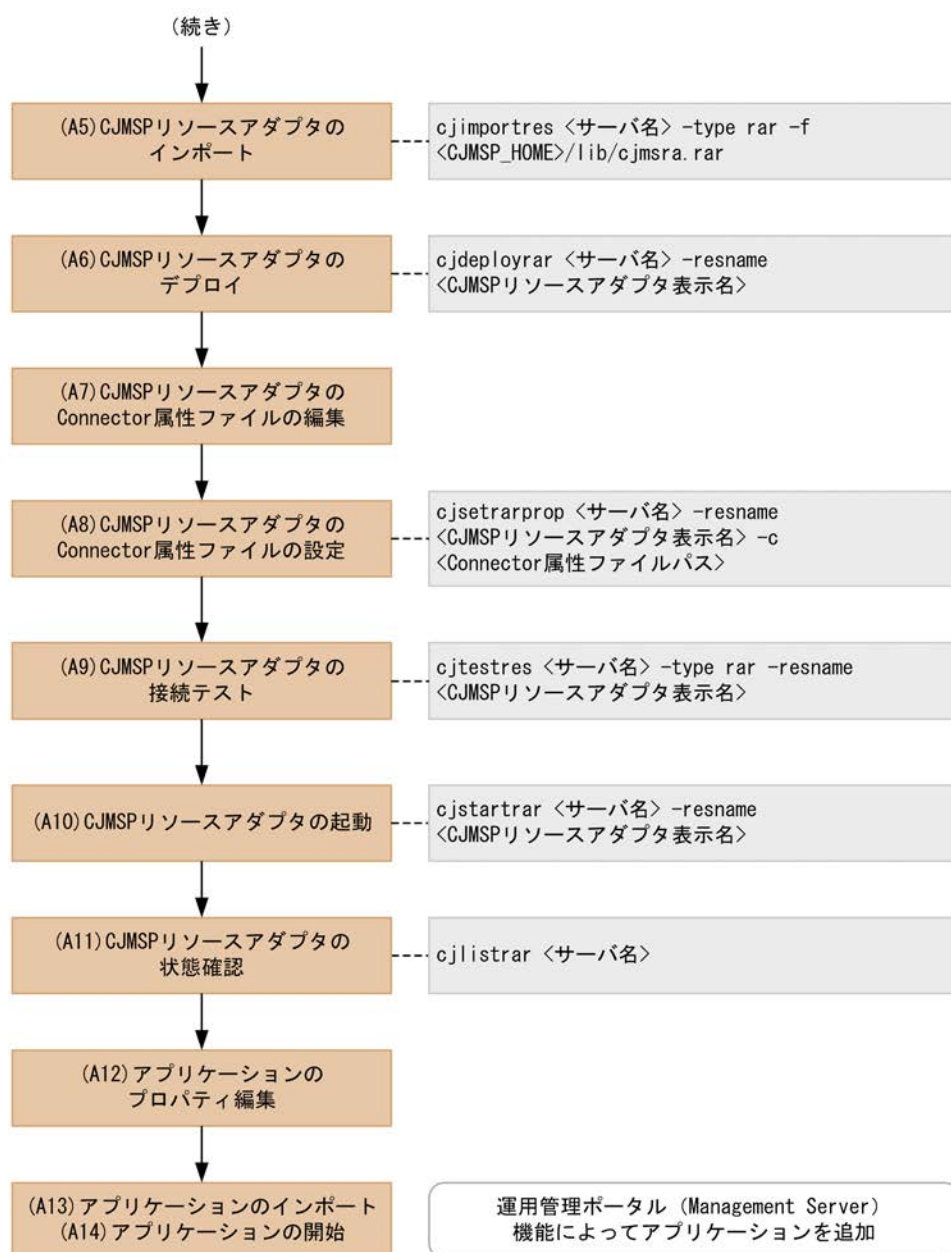 (続き)
(A5)CJMSPリソースアダプタの
インポート
cjimportres <サーバ名> -type rar -f
<CJMSP_HOME>/lib/cjmsra.rar
(A6)CJMSPリソースアダプタの
デプロイ
cjdeployrar <サーバ名> -resname
<CJMSPリソースアダプタ表示名>
(A7)CJMSPリソースアダプタの
Connector属性ファイルの編集
(A8)CJMSPリソースアダプタの
Connector属性ファイルの設定
cjsetrarprop <サーバ名> -resname
<CJMSPリソースアダプタ表示名> -c
<Connector属性ファイルパス>
(A9)CJMSPリソースアダプタの
接続テスト
cjtestres <サーバ名> -type rar -resname
<CJMSPリソースアダプタ表示名>
(A10)CJMSPリソースアダプタの起動
cjstartrar <サーバ名> -resname
<CJMSPリソースアダプタ表示名>
(A11)CJMSPリソースアダプタの
状態確認
cjlistrar <サーバ名>
(A12)アプリケーションの
プロパティ編集
(A13)アプリケーションのインポート
(A14)アプリケーションの開始
運用管理ポータル (Management Server)
機能によってアプリケーションを追加